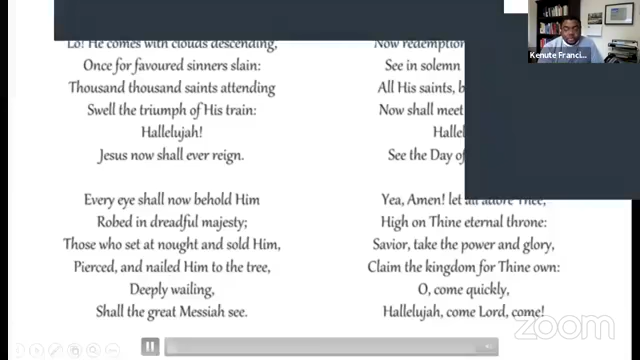 Lo! He comes with clouds descending,
Once for favoured sinners slain:
Thousand thousand saints attending
Swell the triumph of His train:
Hallelujah!
Jesus now shall ever reign.
Every eye shall now behold Him
Robed in dreadful majesty;
Those who set at nought and sold Him,
Pierced, and nailed Him to the tree,
Deeply wailing,
Shall the great Messiah see.
Now redemption
See in solemn
All His saints, b
Now shall meet
Hallel
See the Day of
Yea, Amen! let all adore Thee,
High on Thine eternal throne:
Savior, take the power and glory,
Claim the kingdom for Thine own:
O, come quickly,
Hallelujah, come Lord, come!
Kenute Franci...
zoom